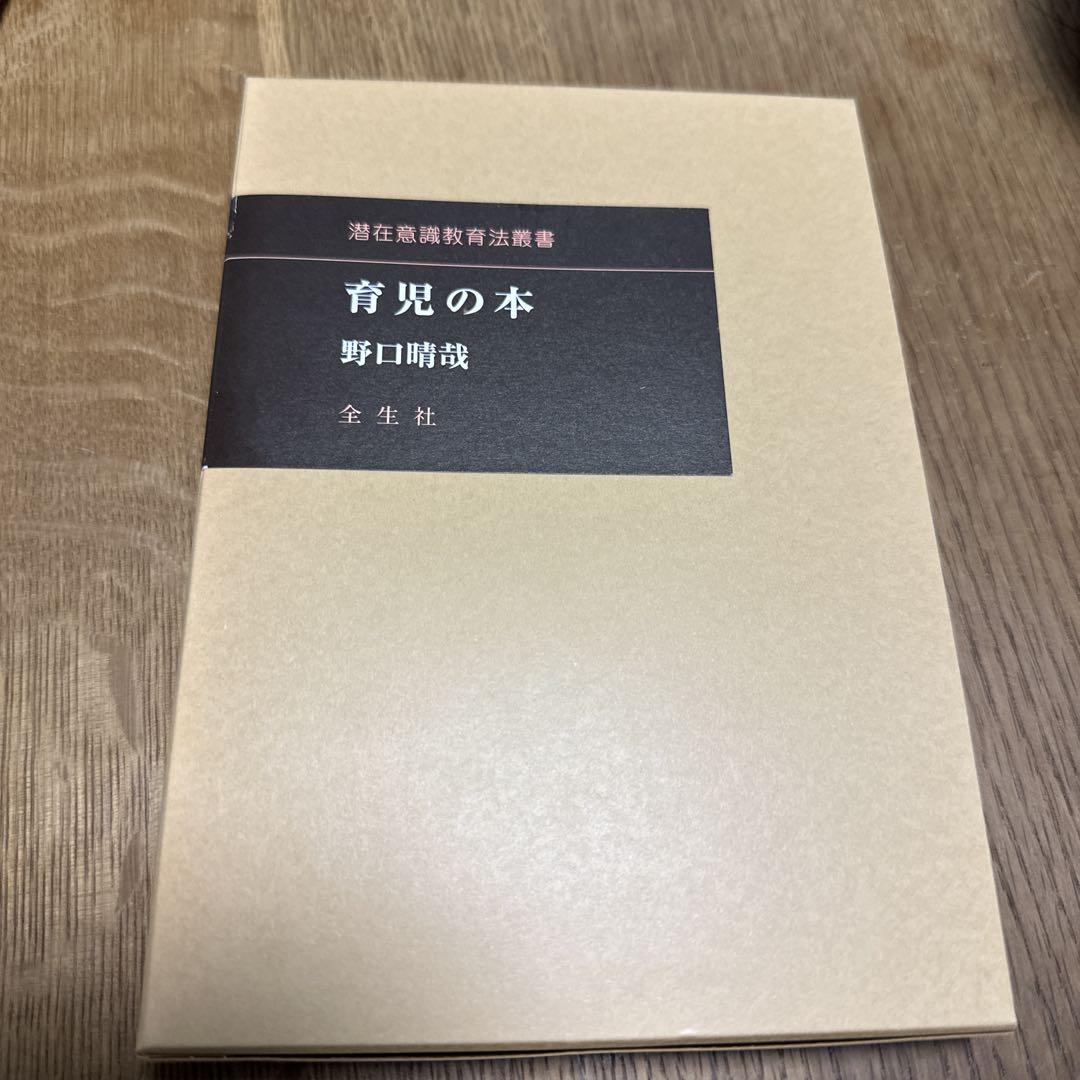 潜在意識教育法叢書
育児の本
野口晴哉
全生社